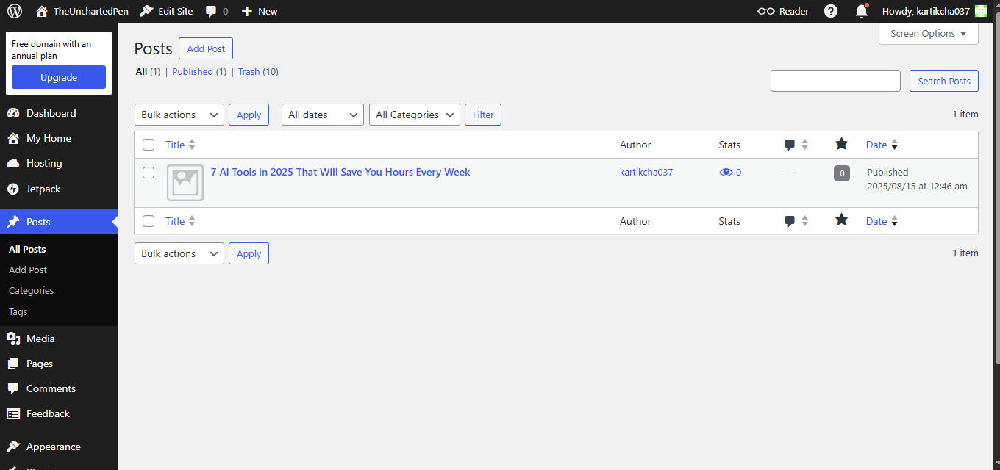 TheUnchartedPen Edit Site 0 New Reader Howdy, kartikcha037
Free domain with an
annual plan
Upgrade
Dashboard
My Home
Hosting
Jetpack
Posts
All Posts
Add Post
Categories
Tags
Media
Pages
Comments
Feedback
Appearance
Screen Options
Posts Add Post
All (1) | Published (1) | Trash (10)
Search Posts
Bulk actions Apply All dates All Categories Filter 1 item
Title Author Stats Date
7 AI Tools in 2025 That Will Save You Hours Every Week kartikcha037 0 — 0 Published
2025/08/15 at 12:46 am
Title Author Stats Date
Bulk actions Apply 1 item